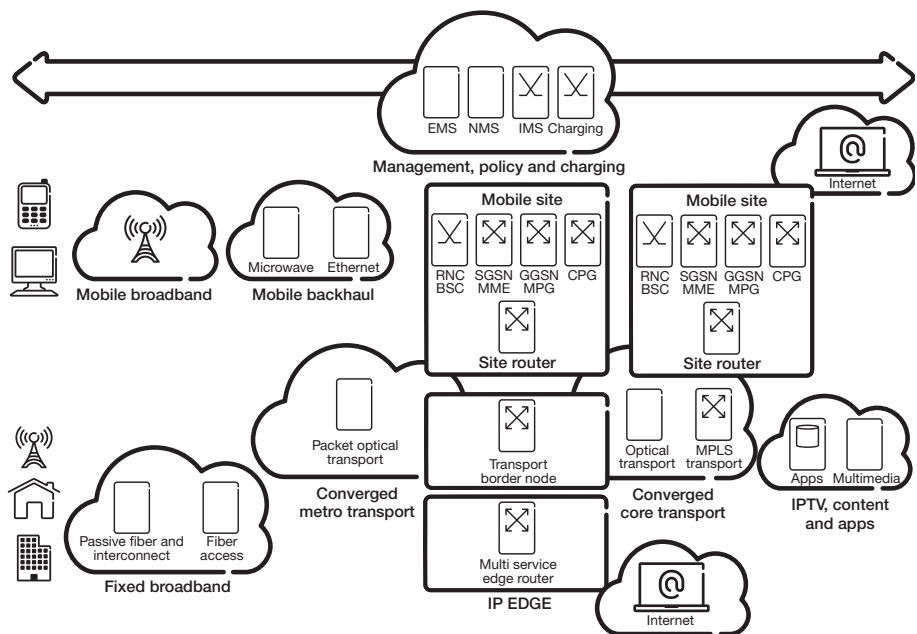 EMS NMS IMS Charging
Management, policy and charging
Internet
Mobile site
RNC BSC
SGSN MME
GGSN MPG
CPG
Site router
Mobile site
RNC BSC
SGSN MME
GGSN MPG
CPG
Site router
Mobile broadband
Microwave Ethernet
Mobile backhaul
Packet optical
transport
Converged
metro transport
Transport
border node
Optical
transport
MPLS
transport
Converged
core transport
Apps Multimedia
IPTV, content
and apps
Passive fiber and
interconnect
Fiber
access
Fixed broadband
Multi service
edge router
IP EDGE
Internet